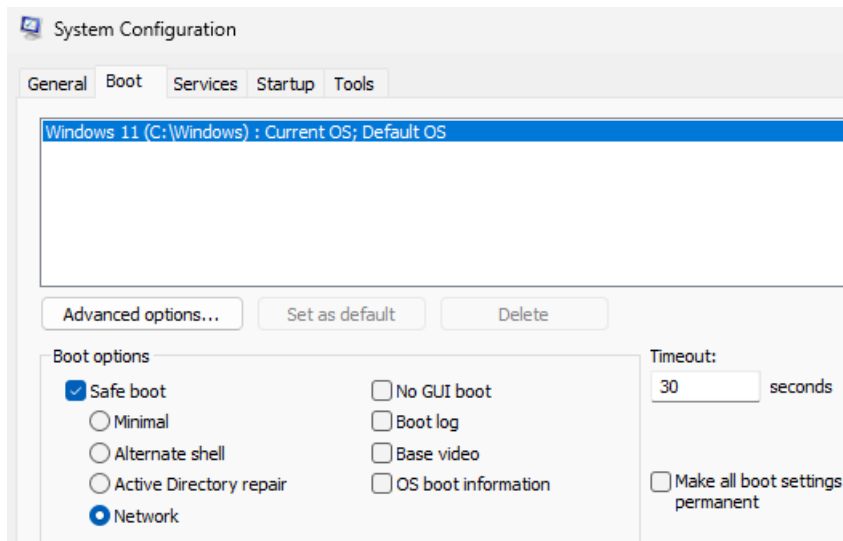 System Configuration
General Boot Services Startup Tools
Windows 11 (C:\Windows) : Current OS; Default OS
Advanced options... Set as default Delete
Boot options
Safe boot
Minimal
Alternate shell
Active Directory repair
Network
No GUI boot
Boot log
Base video
OS boot information
Timeout:
30 seconds
Make all boot settings
permanent